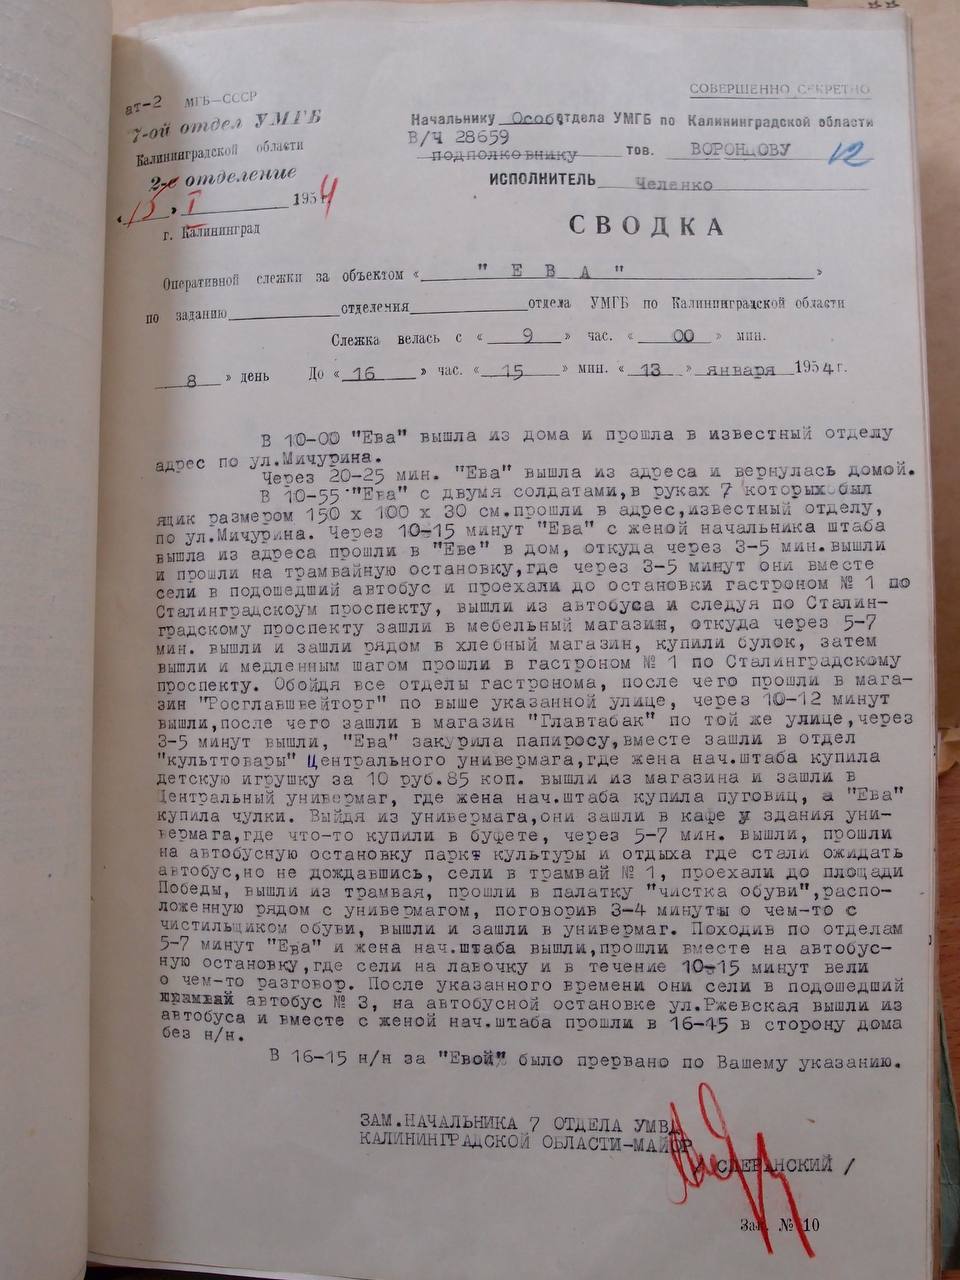 ат-2 МГБ—СССР
СОВЕРШЕННО СЕКРЕТНО
7-ой отдел УМГБ
Калининградской области
2-е отделение
« 15 » I 1954
г. Калининград
Начальнику Особ. отдела УМГБ по Калининградской области
В/Ч 28659
подполковнику тов. ВОРОНЦОВУ 12
ИСПОЛНИТЕЛЬ Челенко
СВОДКА
Оперативной слежки за объектом « " Е В А " »
по заданию отделения отдела УМГБ по Калининградской области
Слежка велась с « 9 » час. « 00 » мин.
8 » день До « 16 » час. « 15 » мин. « 13 » января 1954 г.
В 10-00 "Ева" вышла из дома и прошла в известный отделу
адрес по ул.Мичурина.
Через 20-25 мин. "Ева" вышла из адреса и вернулась домой.
В 10-55 "Ева" с двумя солдатами,в руках 7 которых был
ящик размером 150 х 100 х 30 см.прошли в адрес,известный отделу,
по ул.Мичурина. Через 10-15 минут "Ева" с женой начальника штаба
вышла из адреса прошли в "Еве" в дом, откуда через 3-5 мин.вышли
и прошли на трамвайную остановку,где через 3-5 минут они вместе
сели в подошедший автобус и проехали до остановки гастроном № 1 по
Сталинградскоум проспекту, вышли из автобуса и следуя по Сталин-
градскому проспекту зашли в мебельный магазин, откуда через 5-7
мин. вышли и зашли рядом в хлебный магазин, купили булок, затем
вышли и медленным шагом прошли в гастроном № 1 по Сталинградскому
проспекту. Обойдя все отделы гастронома, после чего прошли в мага-
зин "Росглавшвейторг" по выше указанной улице, через 10-12 минут
вышли,после чего зашли в магазин "Главтабак" по той же улице,через
3-5 минут вышли, "Ева" закурила папиросу,вместе зашли в отдел
"культтовары" Центрального универмага,где жена нач.штаба купила
детскую игрушку за 10 руб.85 коп. вышли из магазина и зашли в
Центральный универмаг, где жена нач.штаба купила пуговиц, а "Ева"
купила чулки. Выйдя из универмага,они зашли в кафе у здания уни-
вермага,где что-то купили в буфете, через 5-7 мин. вышли, прошли
на автобусную остановку парк культуры и отдыха где стали ожидать
автобус,но не дождавшись, сели в трамвай № 1, проехали до площади
Победы, вышли из трамвая, прошли в палатку "чистка обуви",распо-
ложенную рядом с универмагом, поговорив 3-4 минуты о чем-то с
чистильщиком обуви, вышли и зашли в универмаг. Походив по отделам
5-7 минут "Ева" и жена нач.штаба вышли,прошли вместе на автобус-
ную остановку,где сели на лавочку и в течение 10-15 минут вели
о чем-то разговор. После указанного времени они сели в подошедший
трамвай автобус № 3, на автобусной остановке ул.Ржевская вышли из
автобуса и вместе с женой нач.штаба прошли в 16-15 в сторону дома
без н/н.
В 16-15 н/н за "Евой" было прервано по Вашему указанию.
ЗАМ.НАЧАЛЬНИКА 7 ОТДЕЛА УМВД
КАЛИНИНГРАДСКОЙ ОБЛАСТИ-МАЙОР
/
Зак. № 10